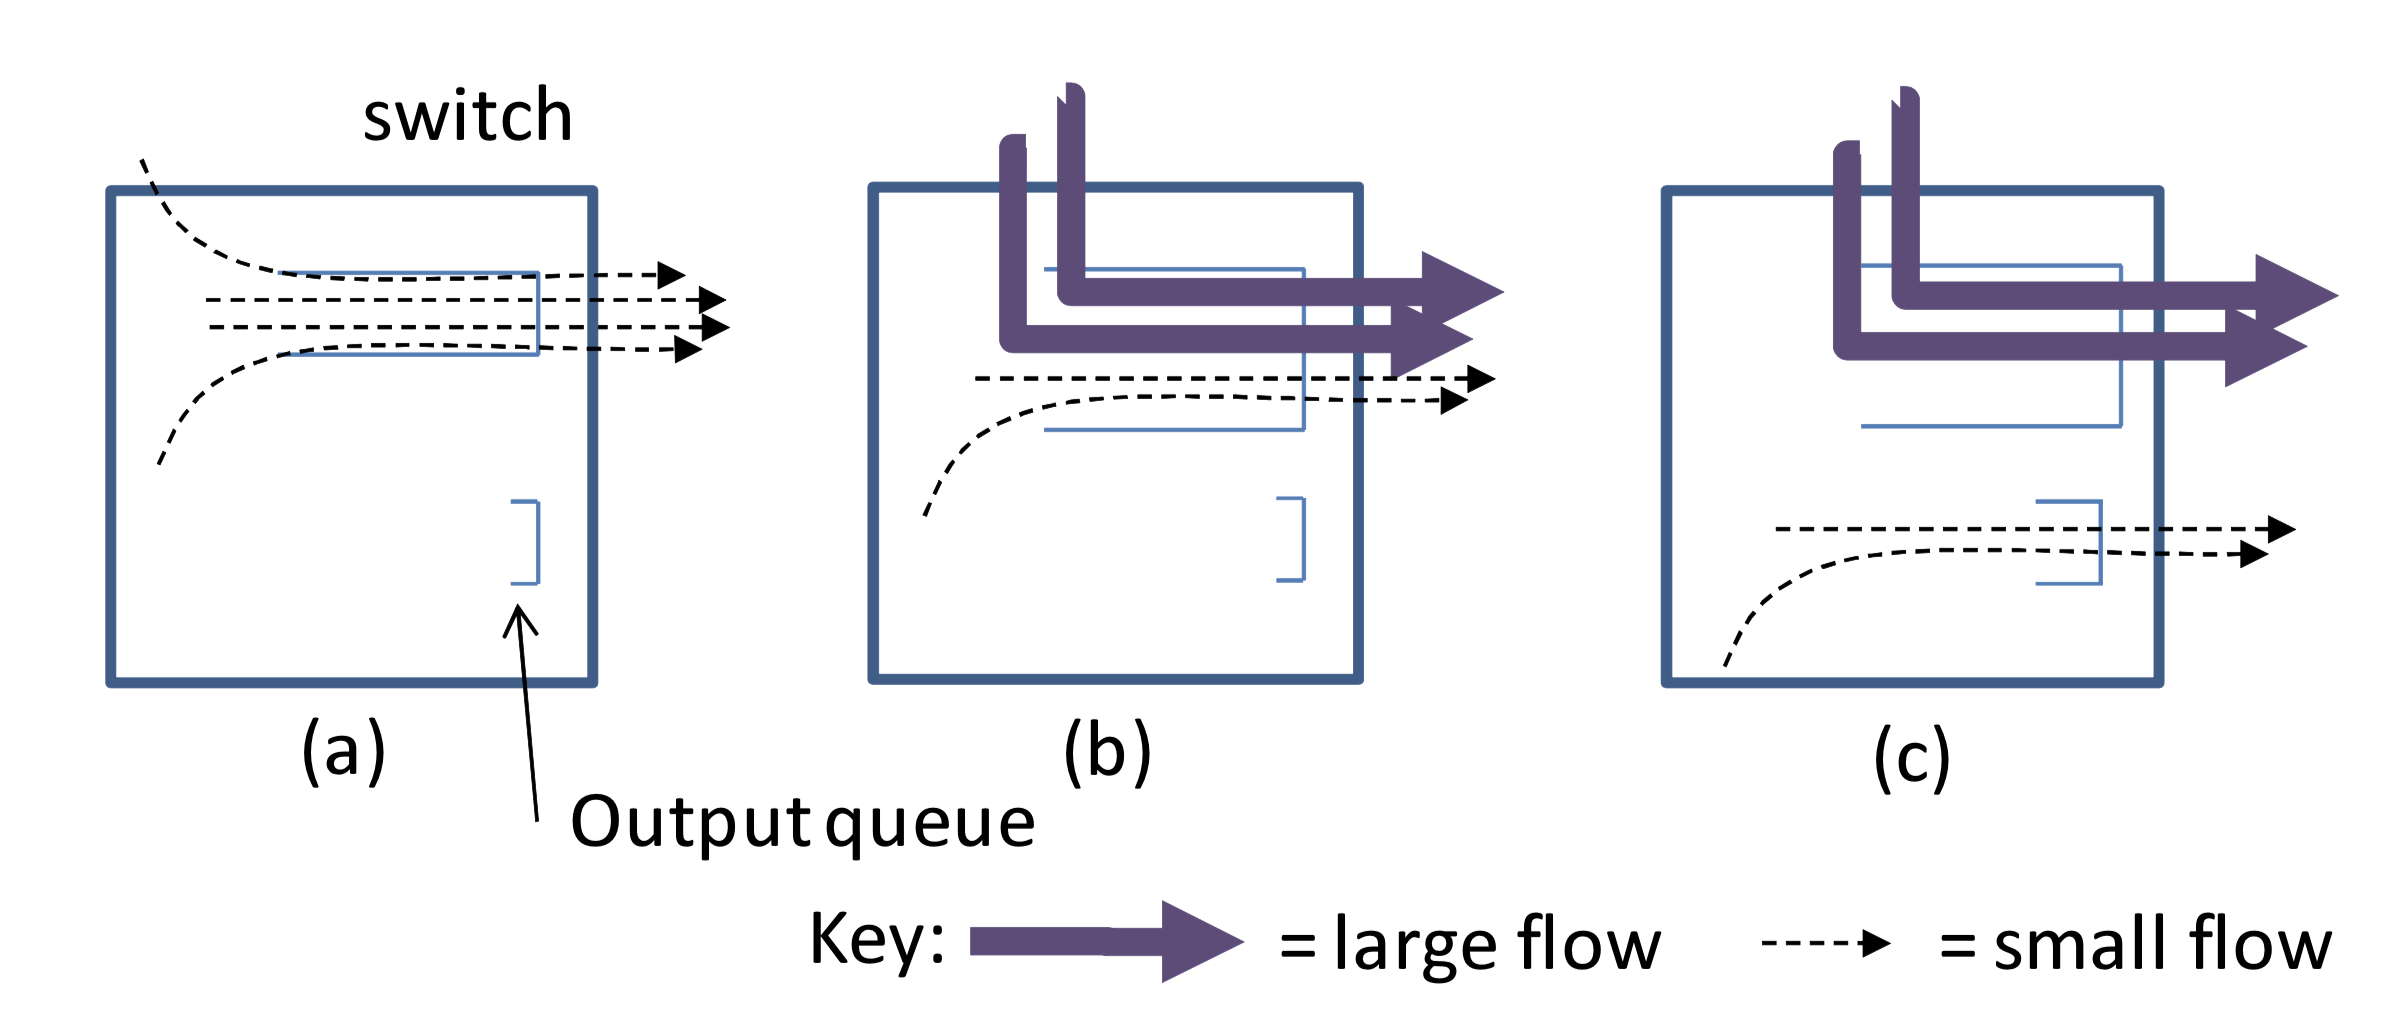 switch
(a)
(b)
(c)
Output queue
Key:
= large flow
= small flow